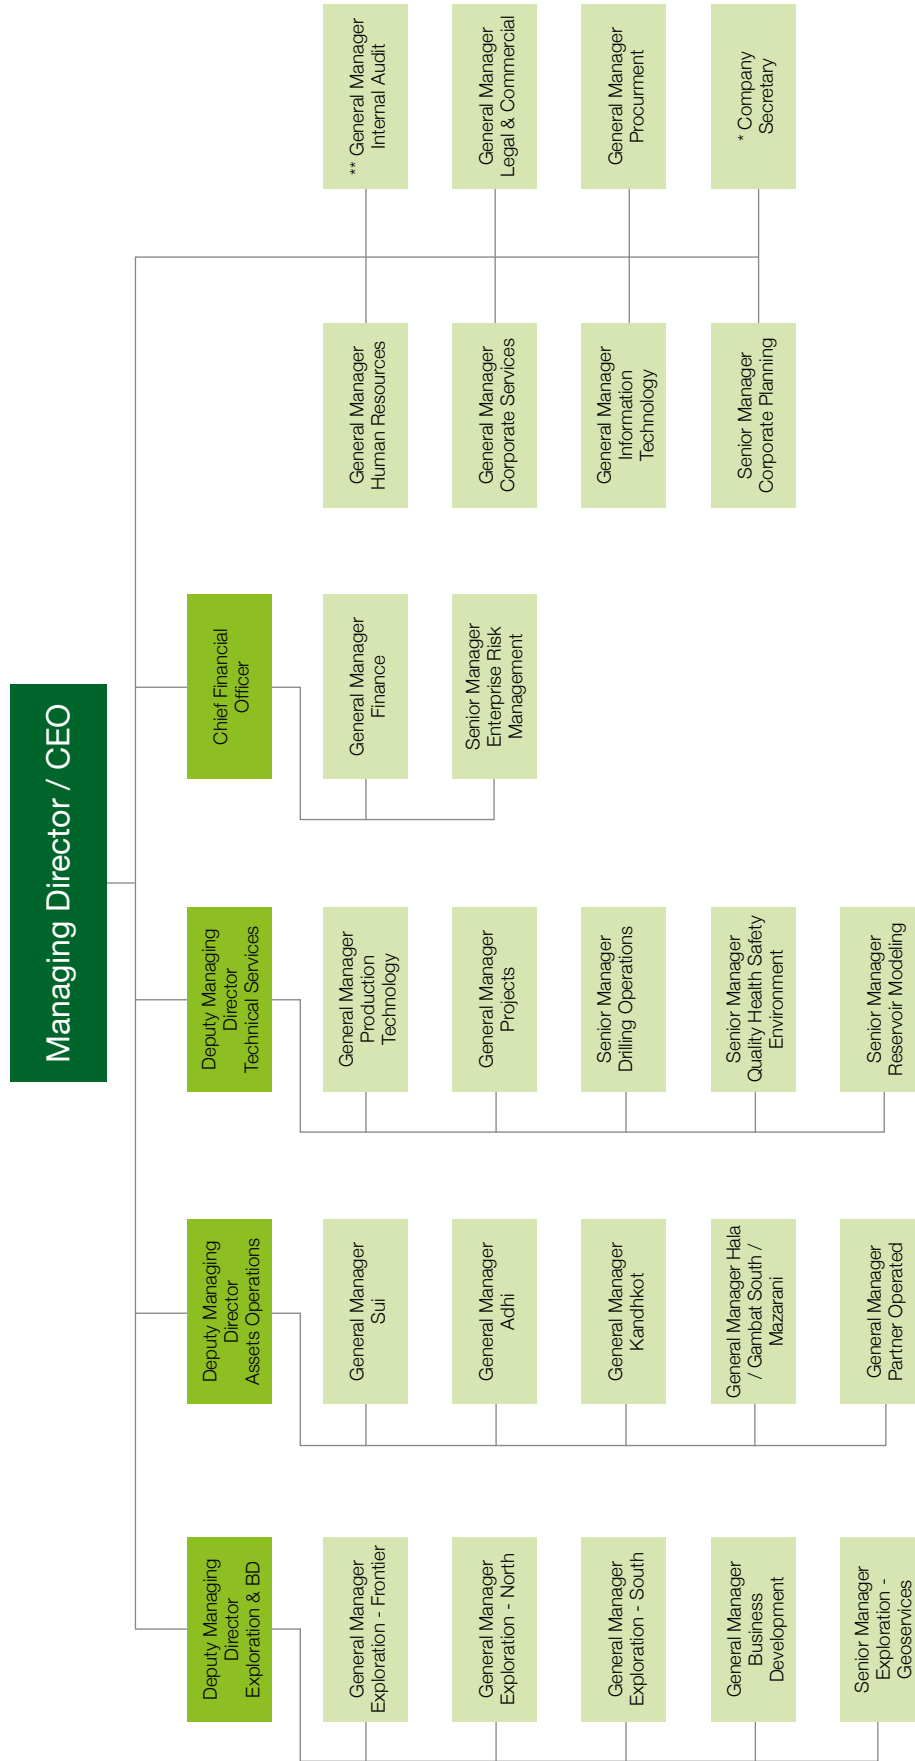 Managing Director / CEO
Deputy Managing
Director
Exploration & BD
General Manager
Exploration - Frontier
General Manager
Exploration - North
General Manager
Exploration - South
General Manager
Business
Development
Senior Manager
Exploration -
Geoservices
Deputy Managing
Director
Assets Operations
General Manager
Sui
General Manager
Adhi
General Manager
Kandhkot
General Manager Hala
/ Gambat South /
Mazarani
General Manager
Partner Operated
Deputy Managing
Director
Technical Services
General Manager
Production
Technology
General Manager
Projects
Senior Manager
Drilling Operations
Senior Manager
Quality Health Safety
Environment
Senior Manager
Reservoir Modeling
Chief Financial
Officer
General Manager
Finance
Senior Manager
Enterprise Risk
Management
General Manager
Human Resources
General Manager
Corporate Services
General Manager
Information
Technology
Senior Manager
Corporate Planning
** General Manager
Internal Audit
General Manager
Legal & Commercial
General Manager
Procurment
* Company
Secretary